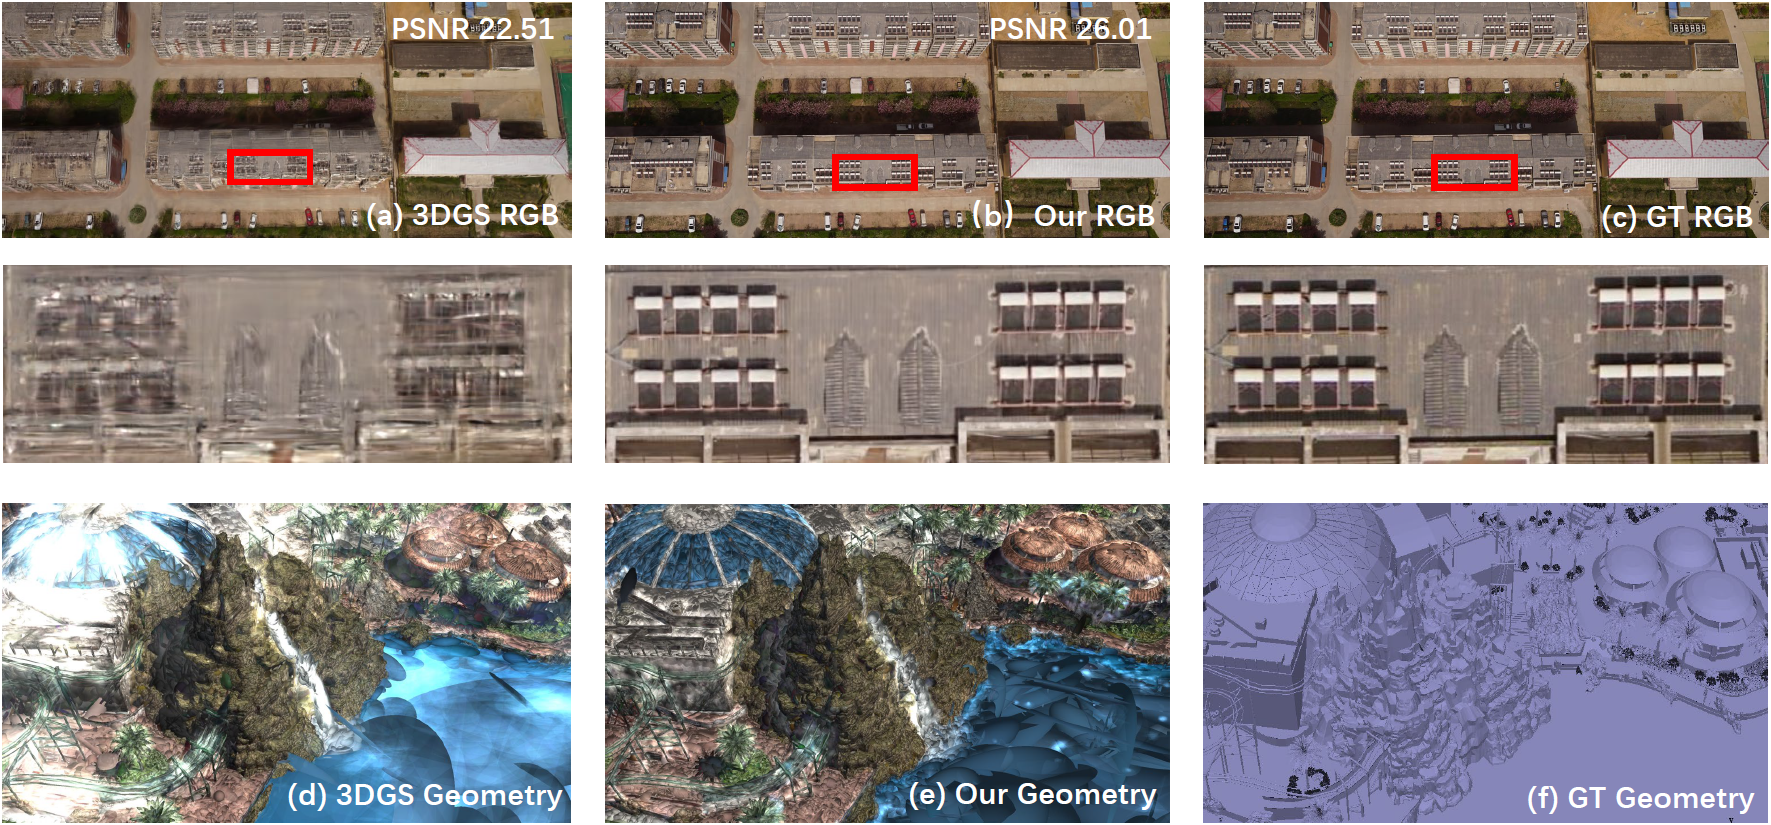 PSNR 22.51
PSNR 26.01
(a) 3DGS RGB
(b) Our RGB
(c) GT RGB
(d) 3DGS Geometry
(e) Our Geometry
(f) GT Geometry